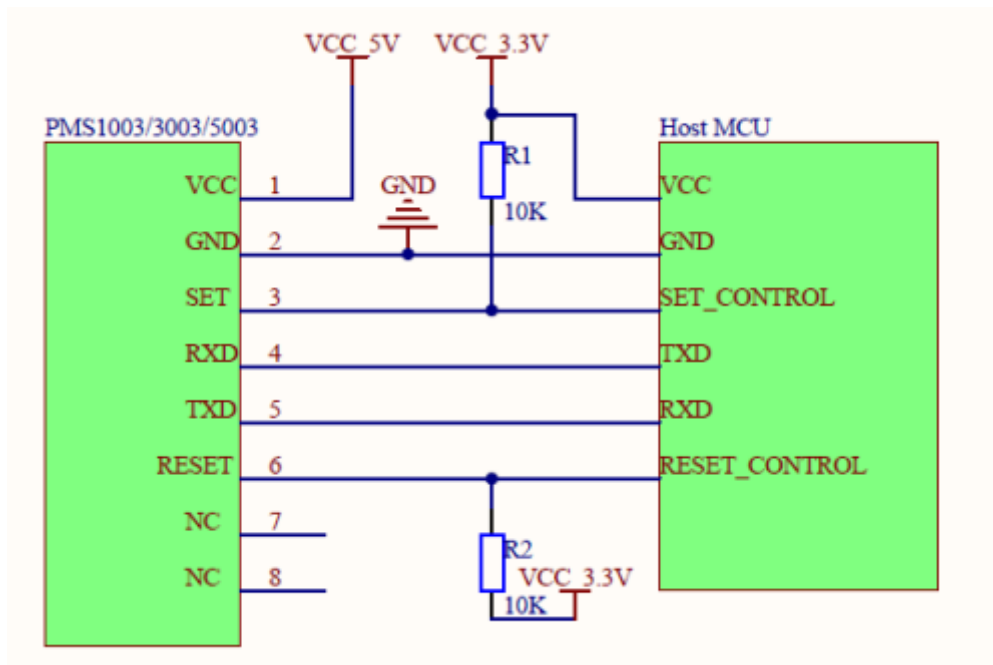 VCC_5V VCC_3.3V
PMS1003/3003/5003 Host MCU
R1
VCC 1 GND 10K VCC
GND 2 GND
SET 3 SET_CONTROL
RXD 4 TXD
TXD 5 RXD
RESET 6 RESET_CONTROL
NC 7
R2
NC 8 VCC_3.3V
10K